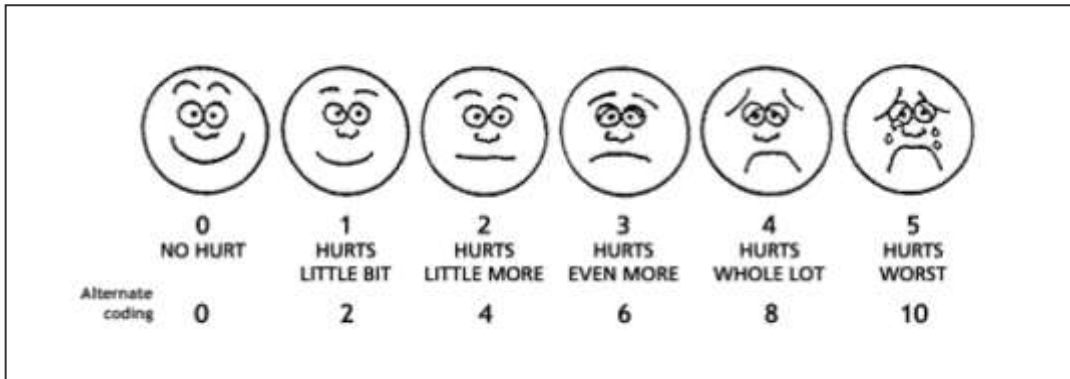 0 1 2 3 4 5
NO HURT HURTS HURTS HURTS HURTS HURTS
LITTLE BIT LITTLE MORE EVEN MORE WHOLE LOT WORST
Alternate
coding 0 2 4 6 8 10